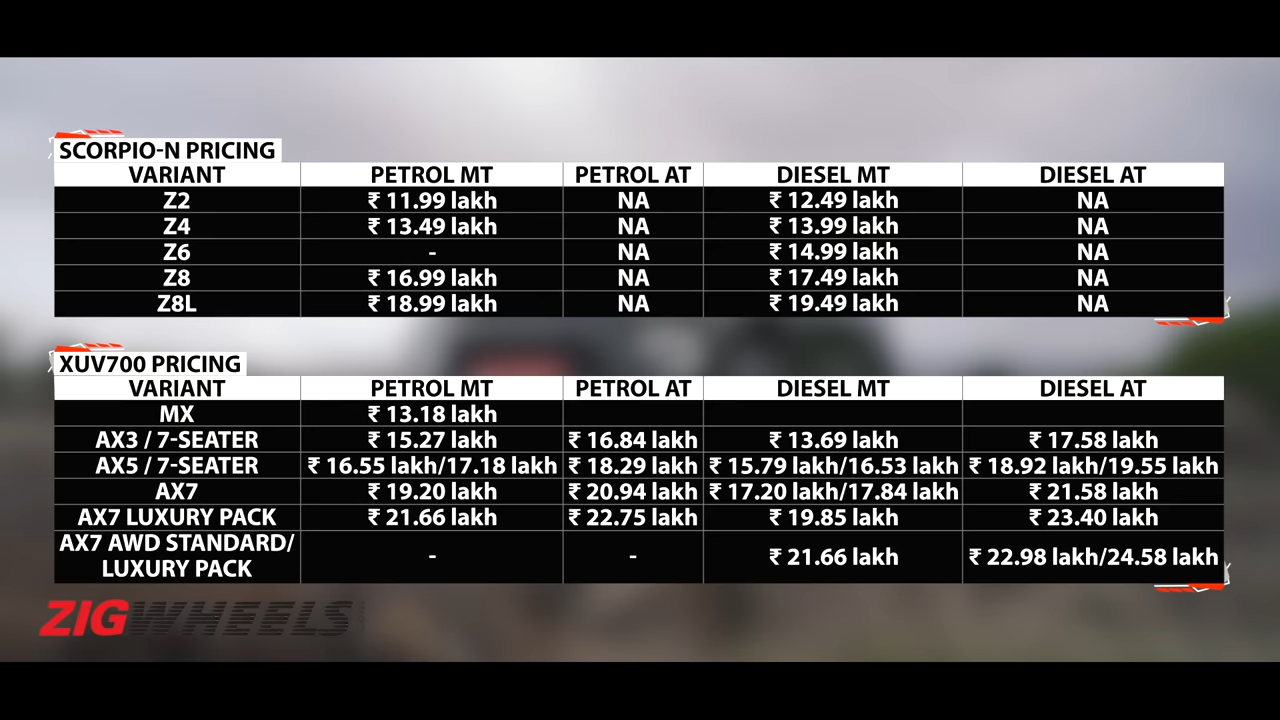 SCORPIO-N PRICING
VARIANT PETROL MT PETROL AT DIESEL MT DIESEL AT
Z2 ₹ 11.99 lakh NA ₹ 12.49 lakh NA
Z4 ₹ 13.49 lakh NA ₹ 13.99 lakh NA
Z6 - NA ₹ 14.99 lakh NA
Z8 ₹ 16.99 lakh NA ₹ 17.49 lakh NA
Z8L ₹ 18.99 lakh NA ₹ 19.49 lakh NA
XUV700 PRICING
VARIANT PETROL MT PETROL AT DIESEL MT DIESEL AT
MX ₹ 13.18 lakh
AX3 / 7-SEATER ₹ 15.27 lakh ₹ 16.84 lakh ₹ 13.69 lakh ₹ 17.58 lakh
AX5 / 7-SEATER ₹ 16.55 lakh/17.18 lakh ₹ 18.29 lakh ₹ 15.79 lakh/16.53 lakh ₹ 18.92 lakh/19.55 lakh
AX7 ₹ 19.20 lakh ₹ 20.94 lakh ₹ 17.20 lakh/17.84 lakh ₹ 21.58 lakh
AX7 LUXURY PACK ₹ 21.66 lakh ₹ 22.75 lakh ₹ 19.85 lakh ₹ 23.40 lakh
AX7 AWD STANDARD/
LUXURY PACK - - ₹ 21.66 lakh ₹ 22.98 lakh/24.58 lakh
ZIGWHEELS